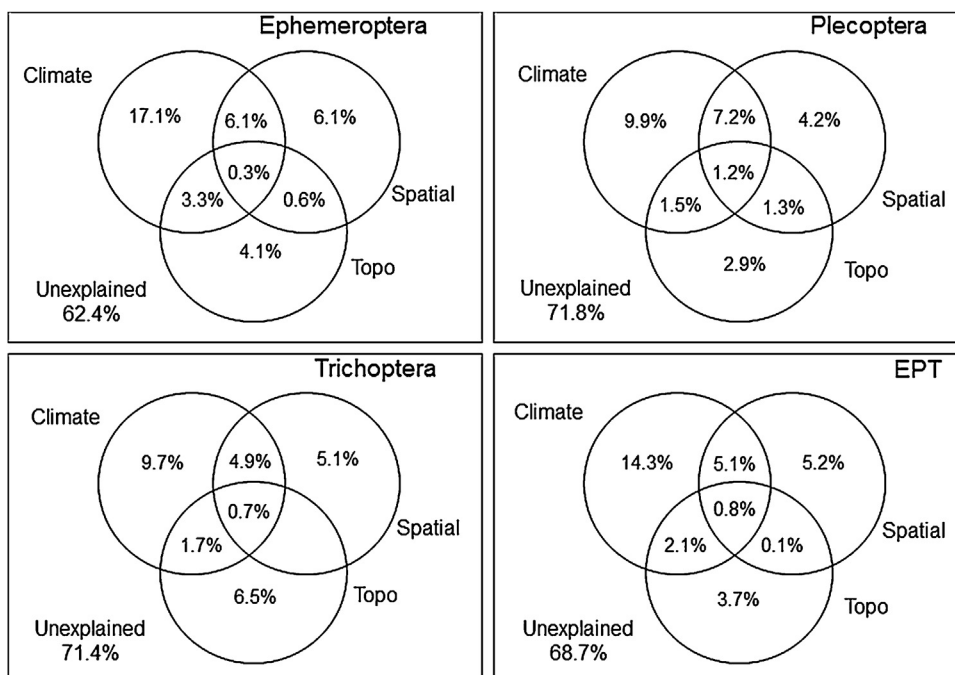 Ephemeroptera
Climate
17.1%
6.1%
6.1%
0.3%
3.3%
0.6%
Spatial
4.1%
Topo
Unexplained
62.4%
Plecoptera
Climate
9.9%
7.2%
4.2%
1.2%
1.5%
1.3%
Spatial
2.9%
Topo
Unexplained
71.8%
Trichoptera
Climate
9.7%
4.9%
5.1%
0.7%
Spatial
1.7%
6.5%
Topo
Unexplained
71.4%
EPT
Climate
14.3%
5.1%
5.2%
0.8%
Spatial
2.1%
0.1%
3.7%
Topo
Unexplained
68.7%